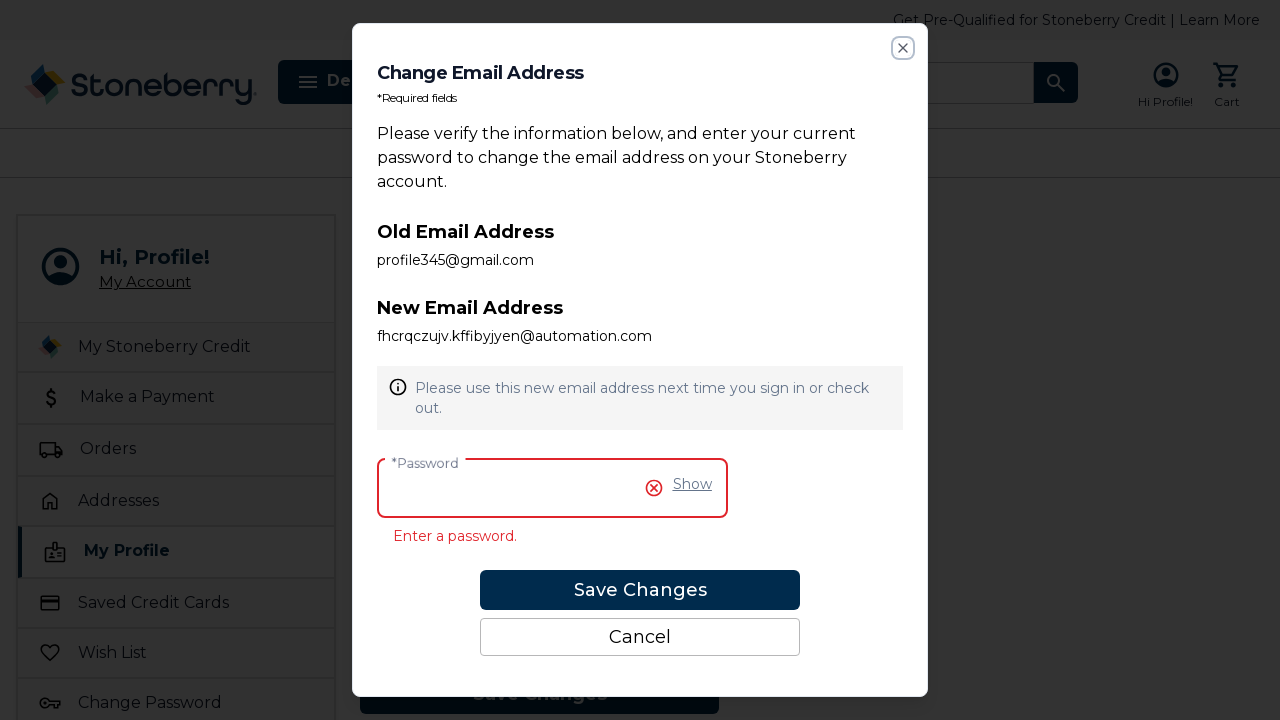 Get Pre-Qualified for Stoneberry Credit | Learn More
Stoneberry
De
Hi Profile!
Cart
Hi, Profile!
My Account
My Stoneberry Credit
Make a Payment
Orders
Addresses
My Profile
Saved Credit Cards
Wish List
Change Password
Change Email Address
*Required fields
Please verify the information below, and enter your current
password to change the email address on your Stoneberry
account.
Old Email Address
profile345@gmail.com
New Email Address
fhcrqczujv.kffibyjyen@automation.com
Please use this new email address next time you sign in or check
out.
*Password
Show
Enter a password.
Save Changes
Cancel
Save Changes